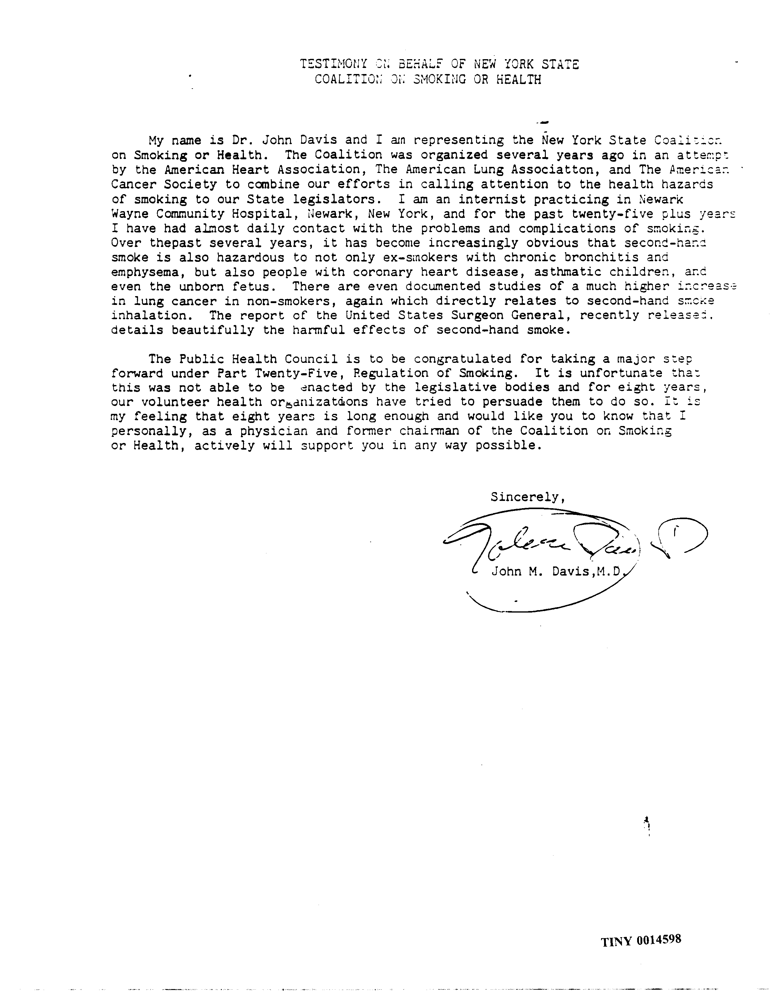 TESTIMONY ON BEHALF OF NEW YORK STATE
COALITION ON SMOKING OR HEALTH
My name is Dr. John Davis and I am representing the New York State Coalition
on Smoking or Health. The Coalition was organized several years ago in an attempt
by the American Heart Association, The American Lung Associatton, and The American
Cancer Society to combine our efforts in calling attention to the health hazards
of smoking to our State legislators. I am an internist practicing in Newark
Wayne Community Hospital, Newark, New York, and for the past twenty-five plus years
I have had almost daily contact with the problems and complications of smoking.
Over thepast several years, it has become increasingly obvious that second-hand
smoke is also hazardous to not only ex-smokers with chronic bronchitis and
emphysema, but also people with coronary heart disease, asthmatic children, and
even the unborn fetus. There are even documented studies of a much higher increase
in lung cancer in non-smokers, again which directly relates to second-hand smoke
inhalation. The report of the United States Surgeon General, recently released,
details beautifully the harmful effects of second-hand smoke.
The Public Health Council is to be congratulated for taking a major step
forward under Part Twenty-Five, Regulation of Smoking. It is unfortunate that
this was not able to be enacted by the legislative bodies and for eight years,
our volunteer health organizations have tried to persuade them to do so. It is
my feeling that eight years is long enough and would like you to know that I
personally, as a physician and former chairman of the Coalition on Smoking
or Health, actively will support you in any way possible.
Sincerely,
John M. Davis,M.D.
TINY 0014598